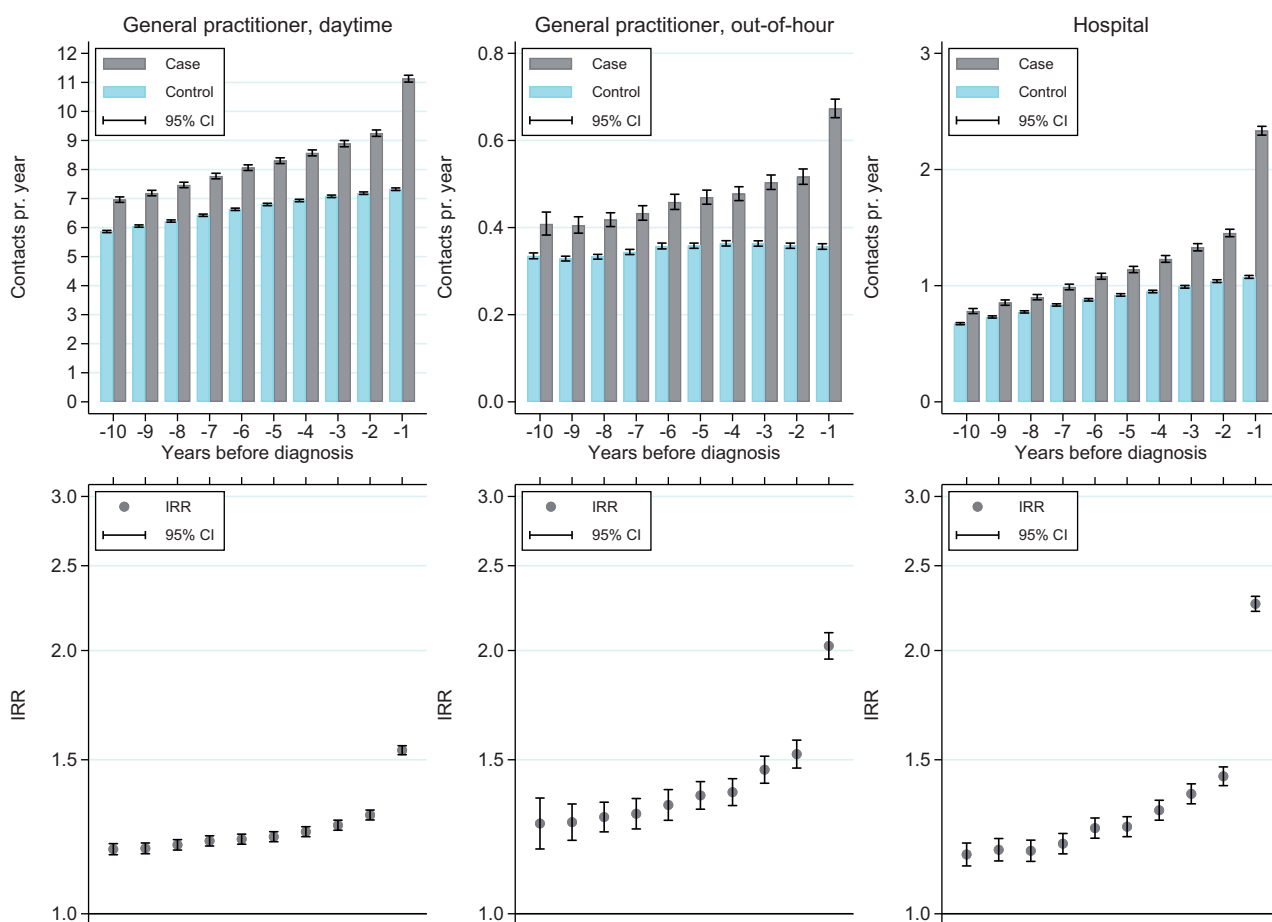 General practitioner, daytime
12
11
10
9
8
7
6
5
4
3
2
1
0
Contacts pr. year
Case
Control
95% CI
-10 -9 -8 -7 -6 -5 -4 -3 -2 -1
Years before diagnosis
General practitioner, out-of-hour
0.8
0.6
0.4
0.2
0.0
Contacts pr. year
Case
Control
95% CI
-10 -9 -8 -7 -6 -5 -4 -3 -2 -1
Years before diagnosis
Hospital
3
2
1
0
Contacts pr. year
Case
Control
95% CI
-10 -9 -8 -7 -6 -5 -4 -3 -2 -1
Years before diagnosis
3.0
2.5
2.0
1.5
1.0
IRR
IRR
95% CI
3.0
2.5
2.0
1.5
1.0
IRR
IRR
95% CI
3.0
2.5
2.0
1.5
1.0
IRR
IRR
95% CI